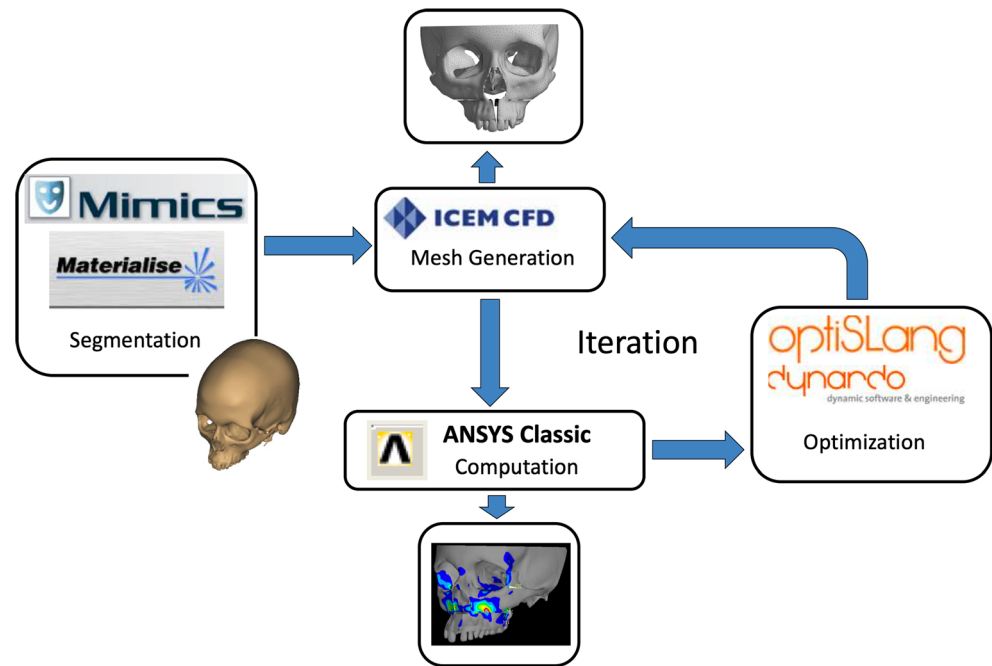 Mimics
Materialise
Segmentation
ICEM CFD
Mesh Generation
Iteration
optiSLang
dynardo
dynamic software & engineering
Optimization
ANSYS Classic
Computation